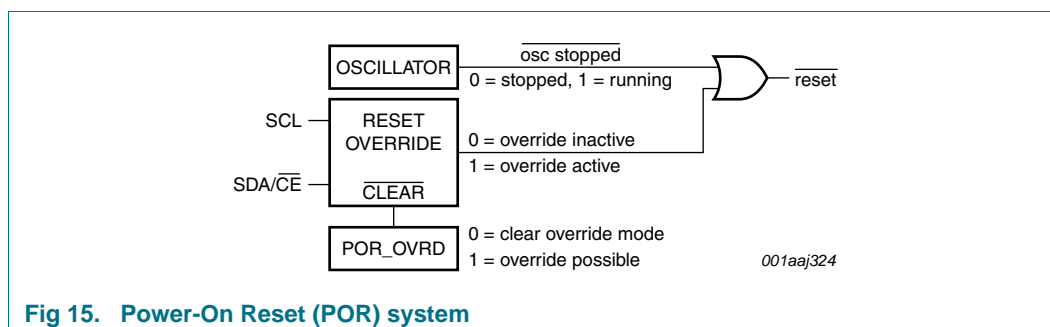 osc stopped
OSCILLATOR
0 = stopped, 1 = running
reset
SCL
RESET
OVERRIDE
0 = override inactive
1 = override active
SDA/CE
CLEAR
POR_OVRD
0 = clear override mode
1 = override possible
001aaj324
Fig 15. Power-On Reset (POR) system